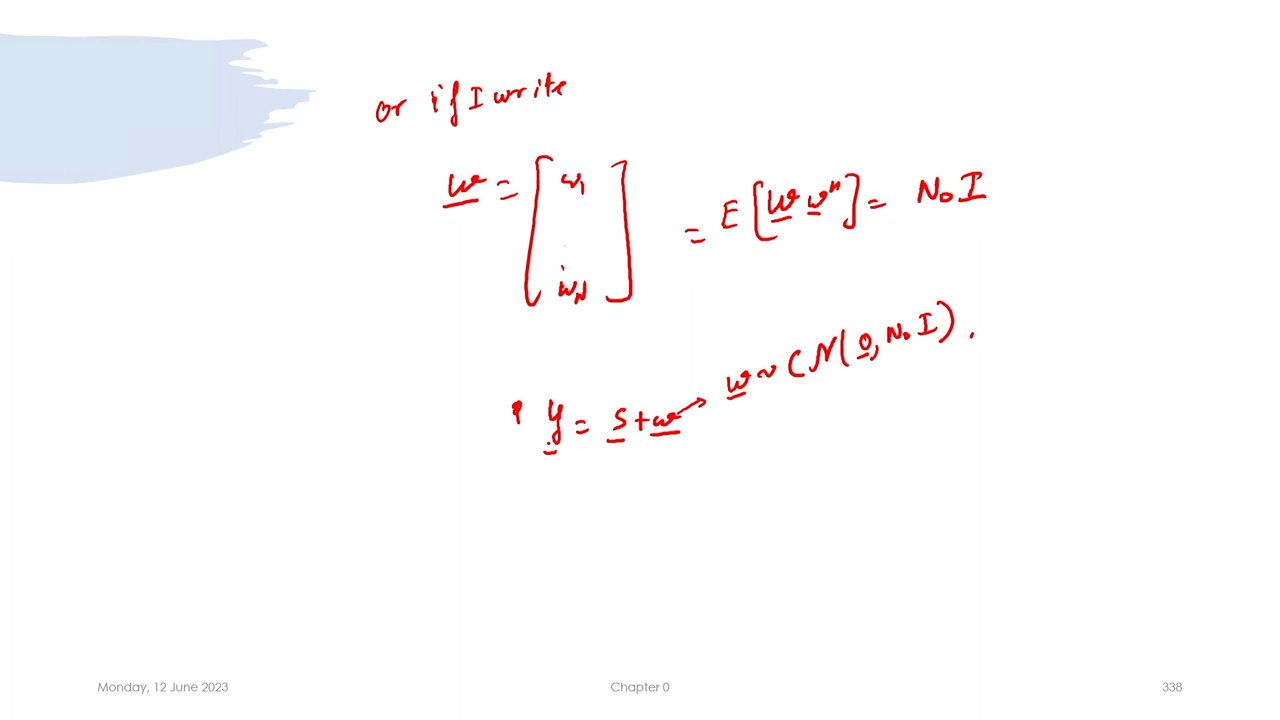 or if I write
w = [ w1 . wN ] = E [ w w^H ] = N0 I
w ~ CN(0, N0 I).
y = s + w →
Monday, 12 June 2023
Chapter 0
338